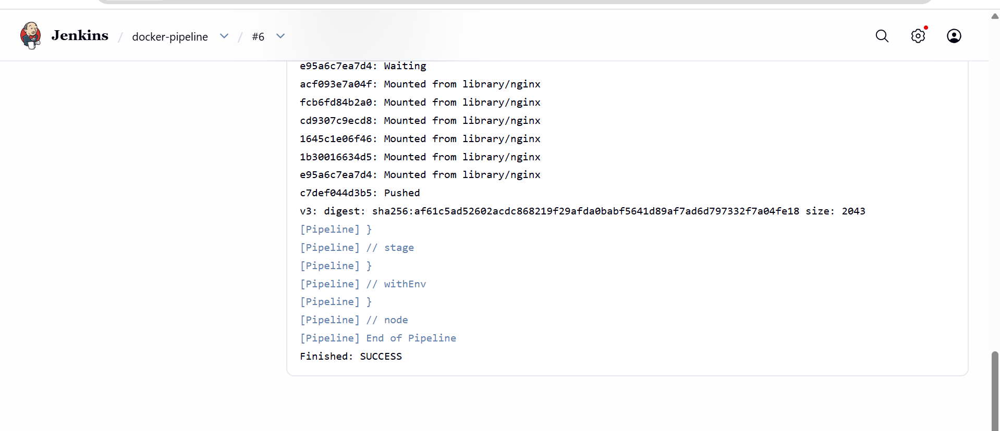 Jenkins / docker-pipeline / #6
e95a6c7ea7d4: Waiting
acf093e7a04f: Mounted from library/nginx
fcb6fd84b2a0: Mounted from library/nginx
cd9307c9ecd8: Mounted from library/nginx
1645c1e06f46: Mounted from library/nginx
1b30016634d5: Mounted from library/nginx
e95a6c7ea7d4: Mounted from library/nginx
c7def044d3b5: Pushed
v3: digest: sha256:af61c5ad52602acdc868219f29afda0babf5641d89af7ad6d797332f7a04fe18 size: 2043
[Pipeline] }
[Pipeline] // stage
[Pipeline] }
[Pipeline] // withEnv
[Pipeline] }
[Pipeline] // node
[Pipeline] End of Pipeline
Finished: SUCCESS